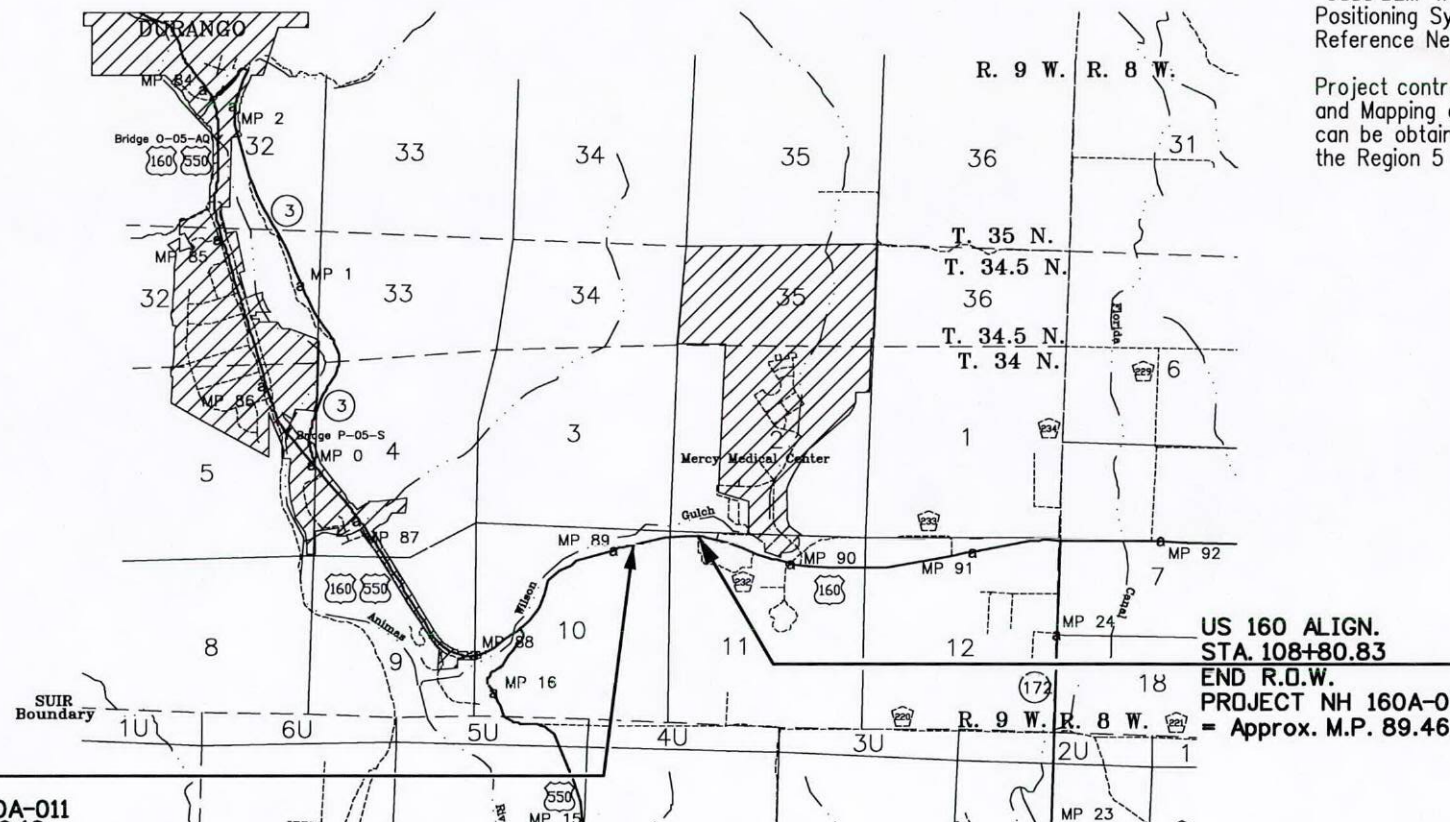 Positioning Sy
Reference Ne
Project contr
and Mapping
can be obtain
the Region 5
DURANGO
R. 9 W. R. 8 W.
MP 84
MP 2
Bridge O-05-AQ
160 550
32
33
34
35
36
31
3
T. 35 N.
T. 34.5 N.
MP 85
MP 1
32
33
34
35
36
T. 34.5 N.
T. 34 N.
Florida
229
6
MP 86
3
Bridge P-05-S
MP 0
4
3
2
1
234
5
Mercy Medical Center
Gulch
233
MP 87
MP 89
MP 90
MP 91
MP 92
7
160 550
232
160
Wilson
Canal
Animas
8
9
MP 88
10
11
12
MP 24
US 160 ALIGN.
STA. 108+80.83
END R.O.W.
PROJECT NH 160A-0
= Approx. M.P. 89.46
MP 16
172
18
SUIR
Boundary
220
R. 9 W. R. 8 W.
221
1U
6U
5U
4U
3U
2U
1
550
MP 15
MP 23
0A-011